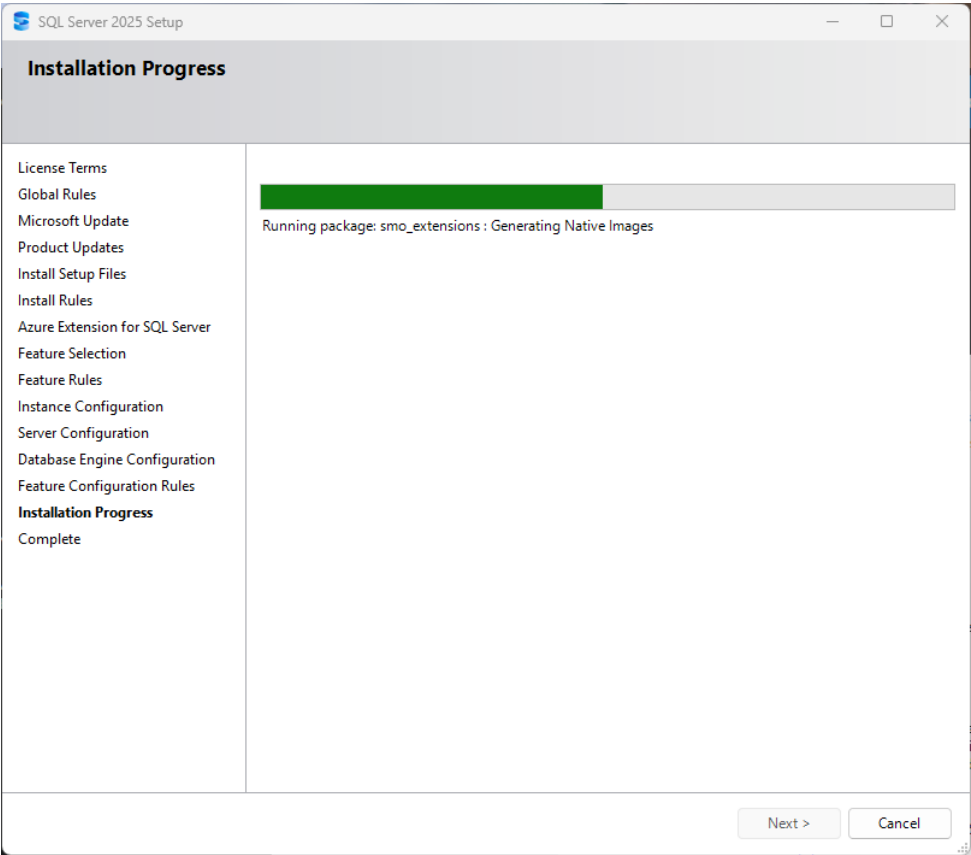 SQL Server 2025 Setup
Installation Progress
License Terms
Global Rules
Microsoft Update
Product Updates
Install Setup Files
Install Rules
Azure Extension for SQL Server
Feature Selection
Feature Rules
Instance Configuration
Server Configuration
Database Engine Configuration
Feature Configuration Rules
Installation Progress
Complete
Running package: smo_extensions : Generating Native Images
Next >
Cancel